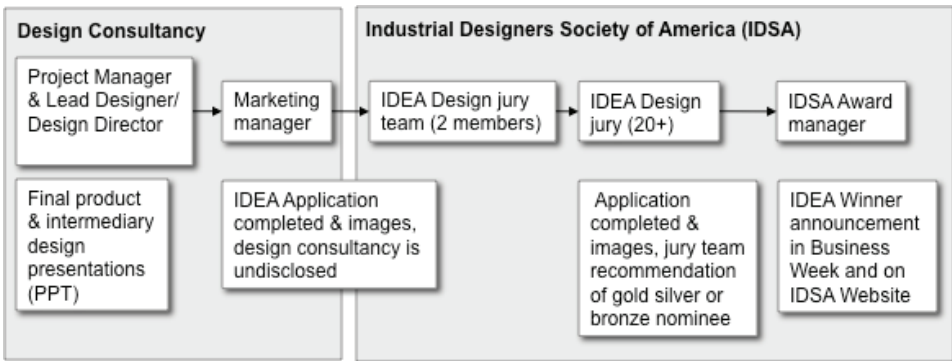 Design Consultancy
Industrial Designers Society of America (IDSA)
Project Manager
& Lead Designer/
Design Director
Marketing
manager
IDEA Design jury
team (2 members)
IDEA Design
jury (20+)
IDSA Award
manager
Final product
& intermediary
design
presentations
(PPT)
IDEA Application
completed & images,
design consultancy is
undisclosed
Application
completed &
images, jury team
recommendation
of gold silver or
bronze nominee
IDEA Winner
announcement
in Business
Week and on
IDSA Website